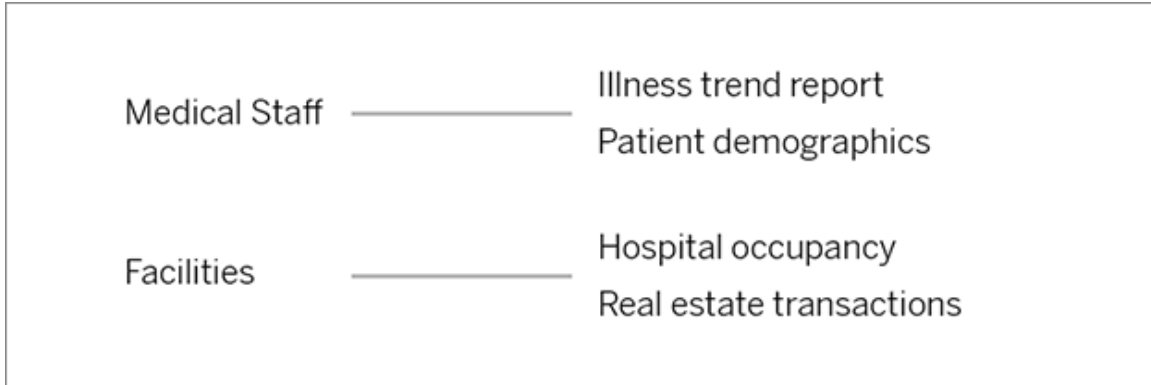 Medical Staff
Illness trend report
Patient demographics
Facilities
Hospital occupancy
Real estate transactions